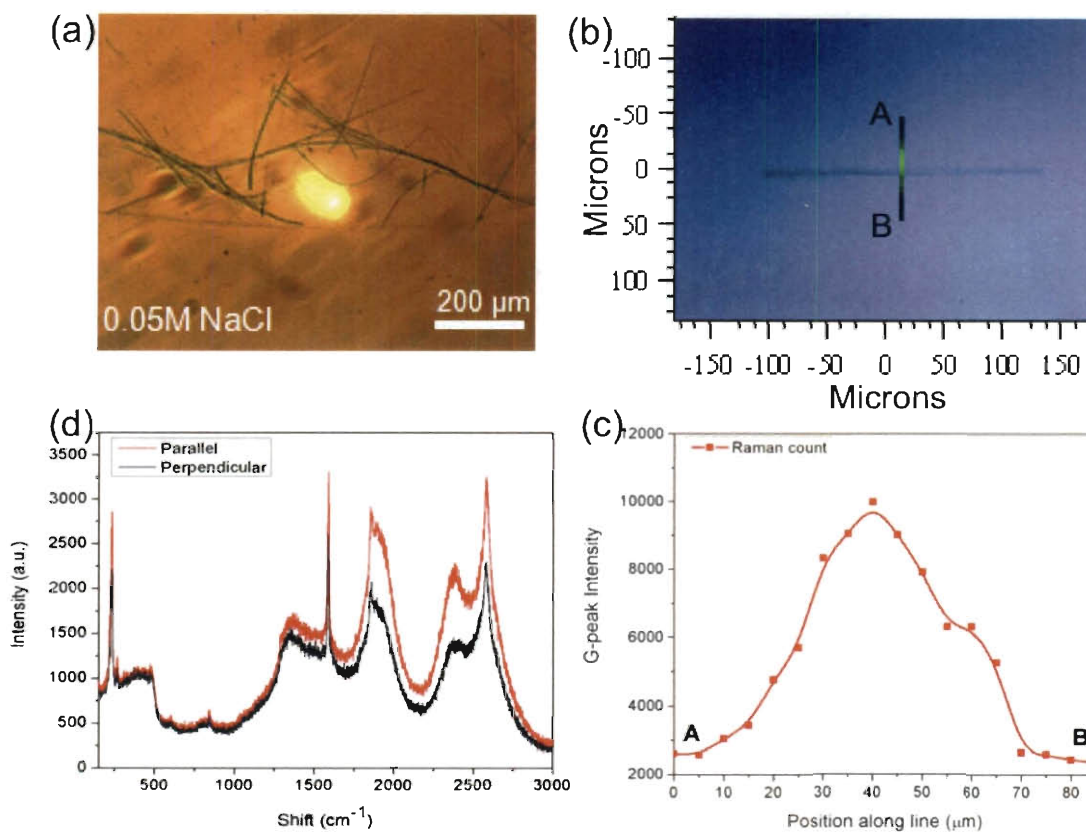 (a)
0.05M NaCl
200 µm
(b)
A
B
Microns
-100
-50
0
50
100
-150 -100 -50 0 50 100 150
Microns
(d)
Parallel
Perpendicular
Intensity (a.u.)
3500
3000
2500
2000
1500
1000
500
0
500 1000 1500 2000 2500 3000
Shift (cm⁻¹)
(c)
Raman count
G-peak Intensity
12000
10000
8000
6000
4000
2000
A
B
0 10 20 30 40 50 60 70 80
Position along line (µm)